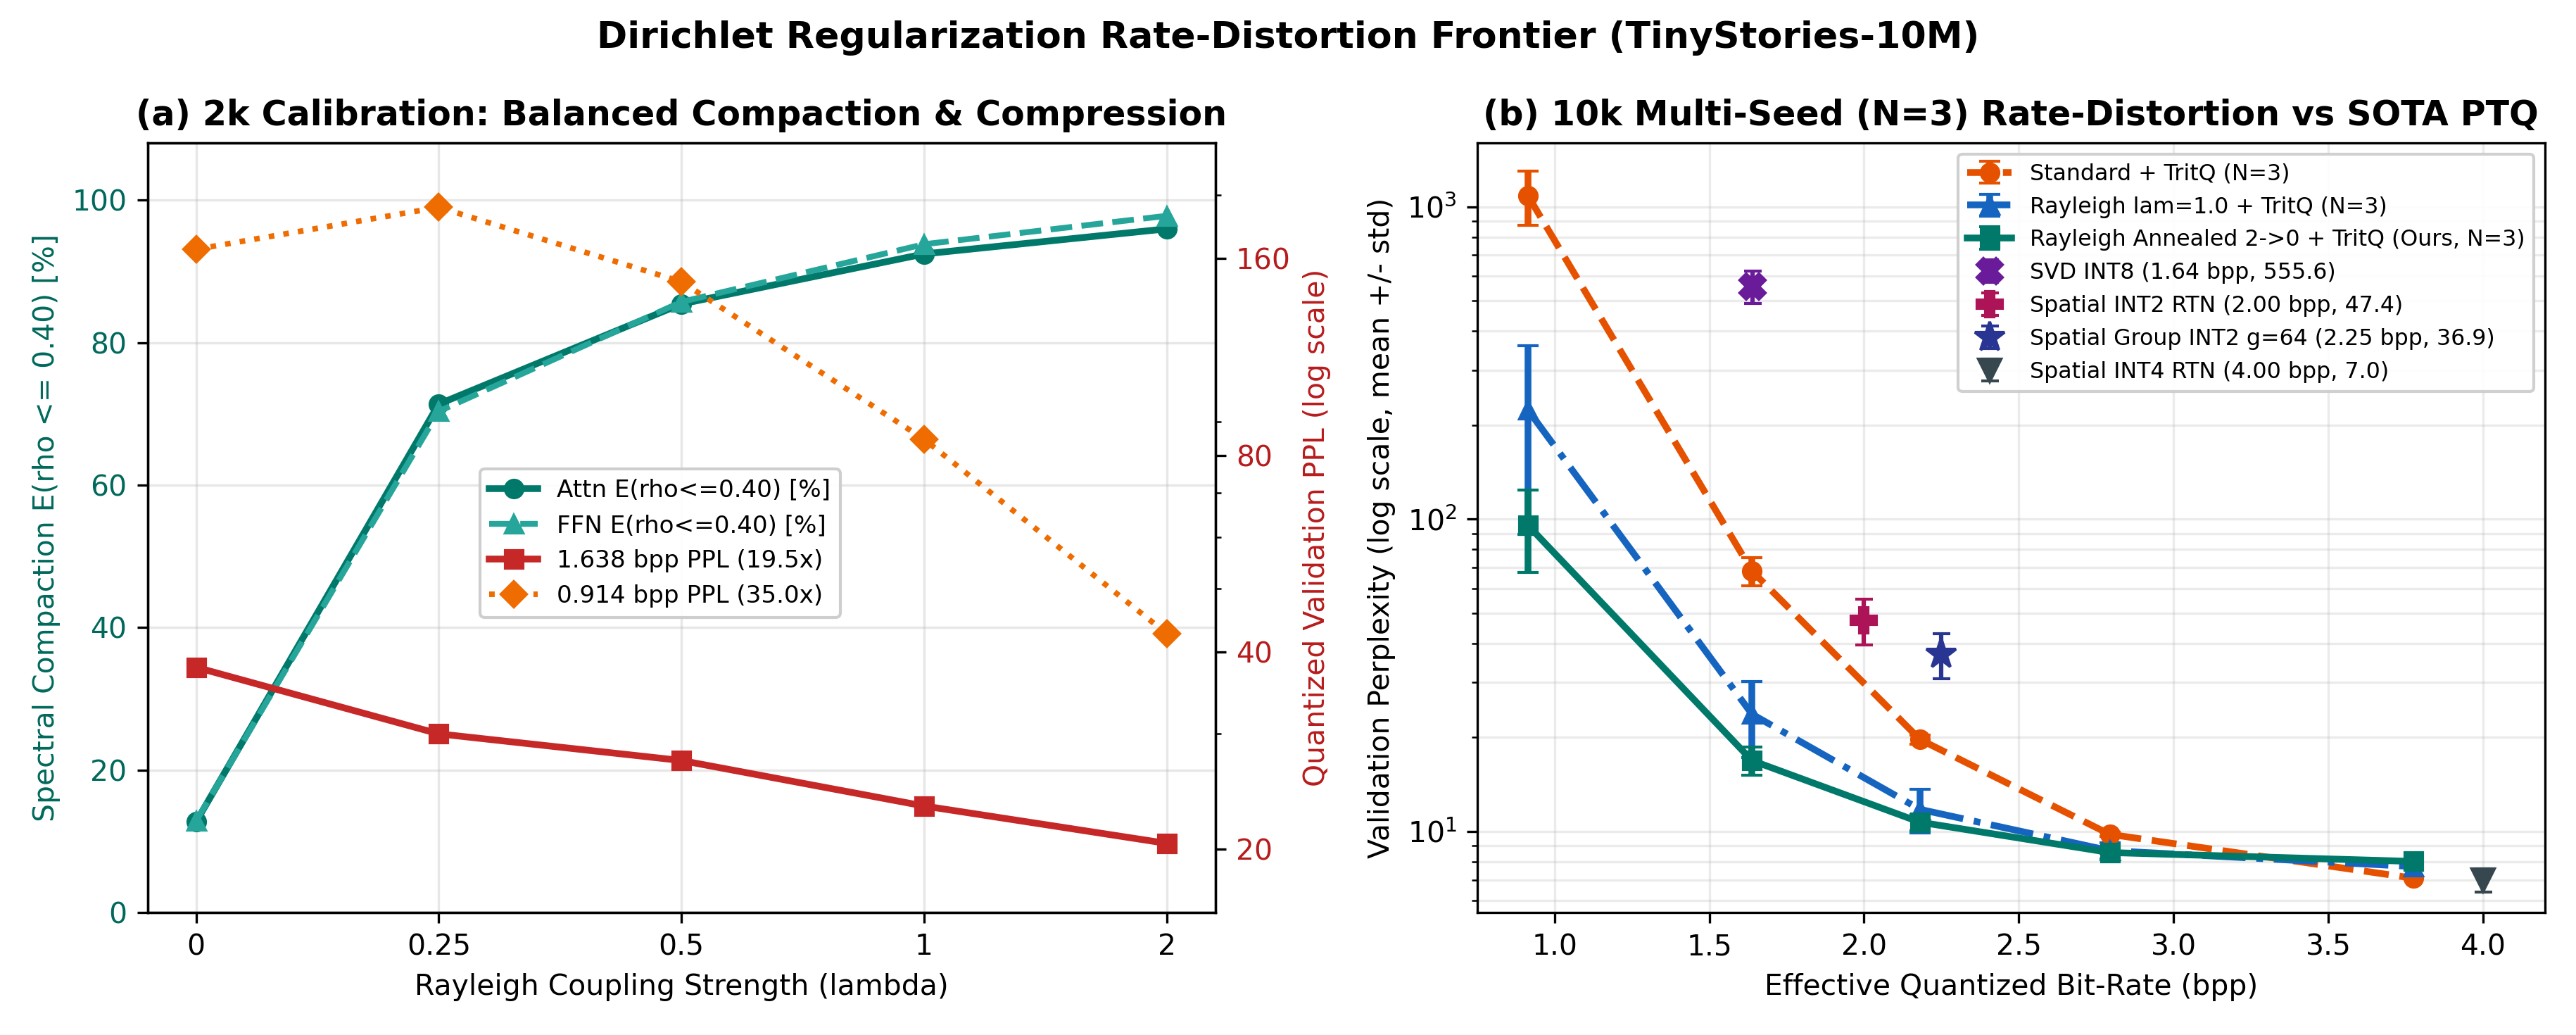 Dirichlet Regularization Rate-Distortion Frontier (TinyStories-10M)
(a) 2k Calibration: Balanced Compaction & Compression
Spectral Compaction E(rho <= 0.40) [%]
100
80
60
40
20
0
Attn E(rho<=0.40) [%]
FFN E(rho<=0.40) [%]
1.638 bpp PPL (19.5x)
0.914 bpp PPL (35.0x)
160
80
40
20
Quantized Validation PPL (log scale)
0 0.25 0.5 1 2
Rayleigh Coupling Strength (lambda)
(b) 10k Multi-Seed (N=3) Rate-Distortion vs SOTA PTQ
Validation Perplexity (log scale, mean +/- std)
10³
10²
10¹
Standard + TritQ (N=3)
Rayleigh lam=1.0 + TritQ (N=3)
Rayleigh Annealed 2->0 + TritQ (Ours, N=3)
SVD INT8 (1.64 bpp, 555.6)
Spatial INT2 RTN (2.00 bpp, 47.4)
Spatial Group INT2 g=64 (2.25 bpp, 36.9)
Spatial INT4 RTN (4.00 bpp, 7.0)
1.0 1.5 2.0 2.5 3.0 3.5 4.0
Effective Quantized Bit-Rate (bpp)